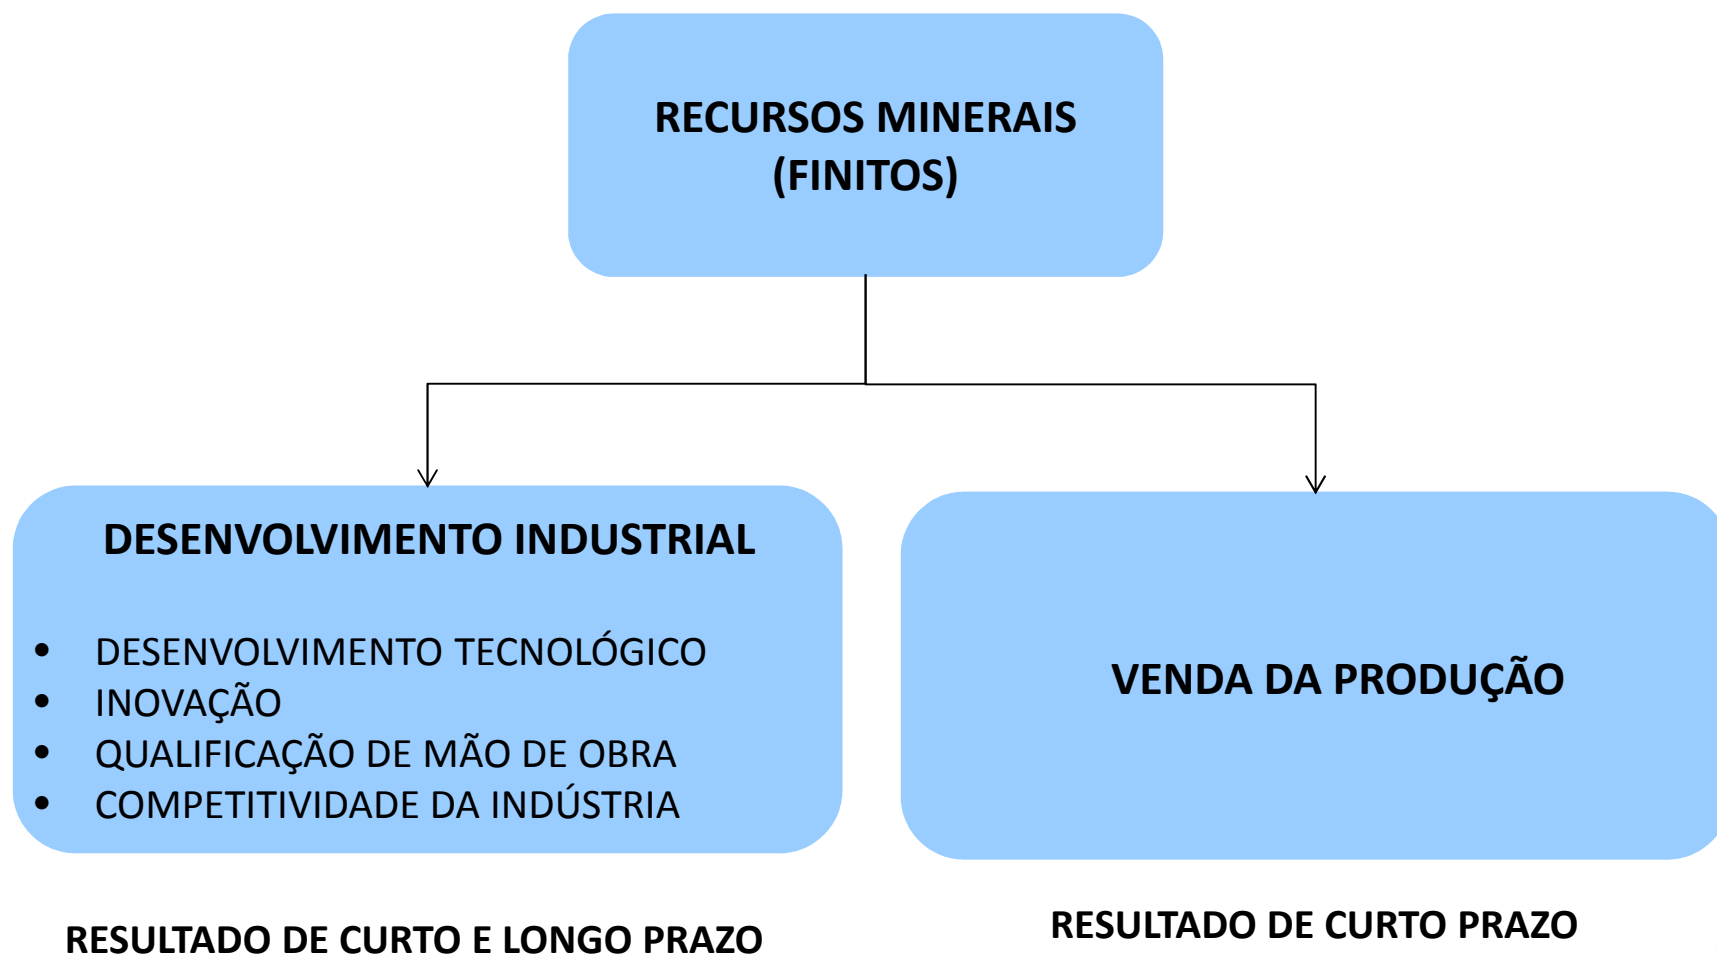 RECURSOS MINERAIS
(FINITOS)
DESENVOLVIMENTO INDUSTRIAL
• DESENVOLVIMENTO TECNOLÓGICO
• INOVAÇÃO
• QUALIFICAÇÃO DE MÃO DE OBRA
• COMPETITIVIDADE DA INDÚSTRIA
RESULTADO DE CURTO E LONGO PRAZO
VENDA DA PRODUÇÃO
RESULTADO DE CURTO PRAZO